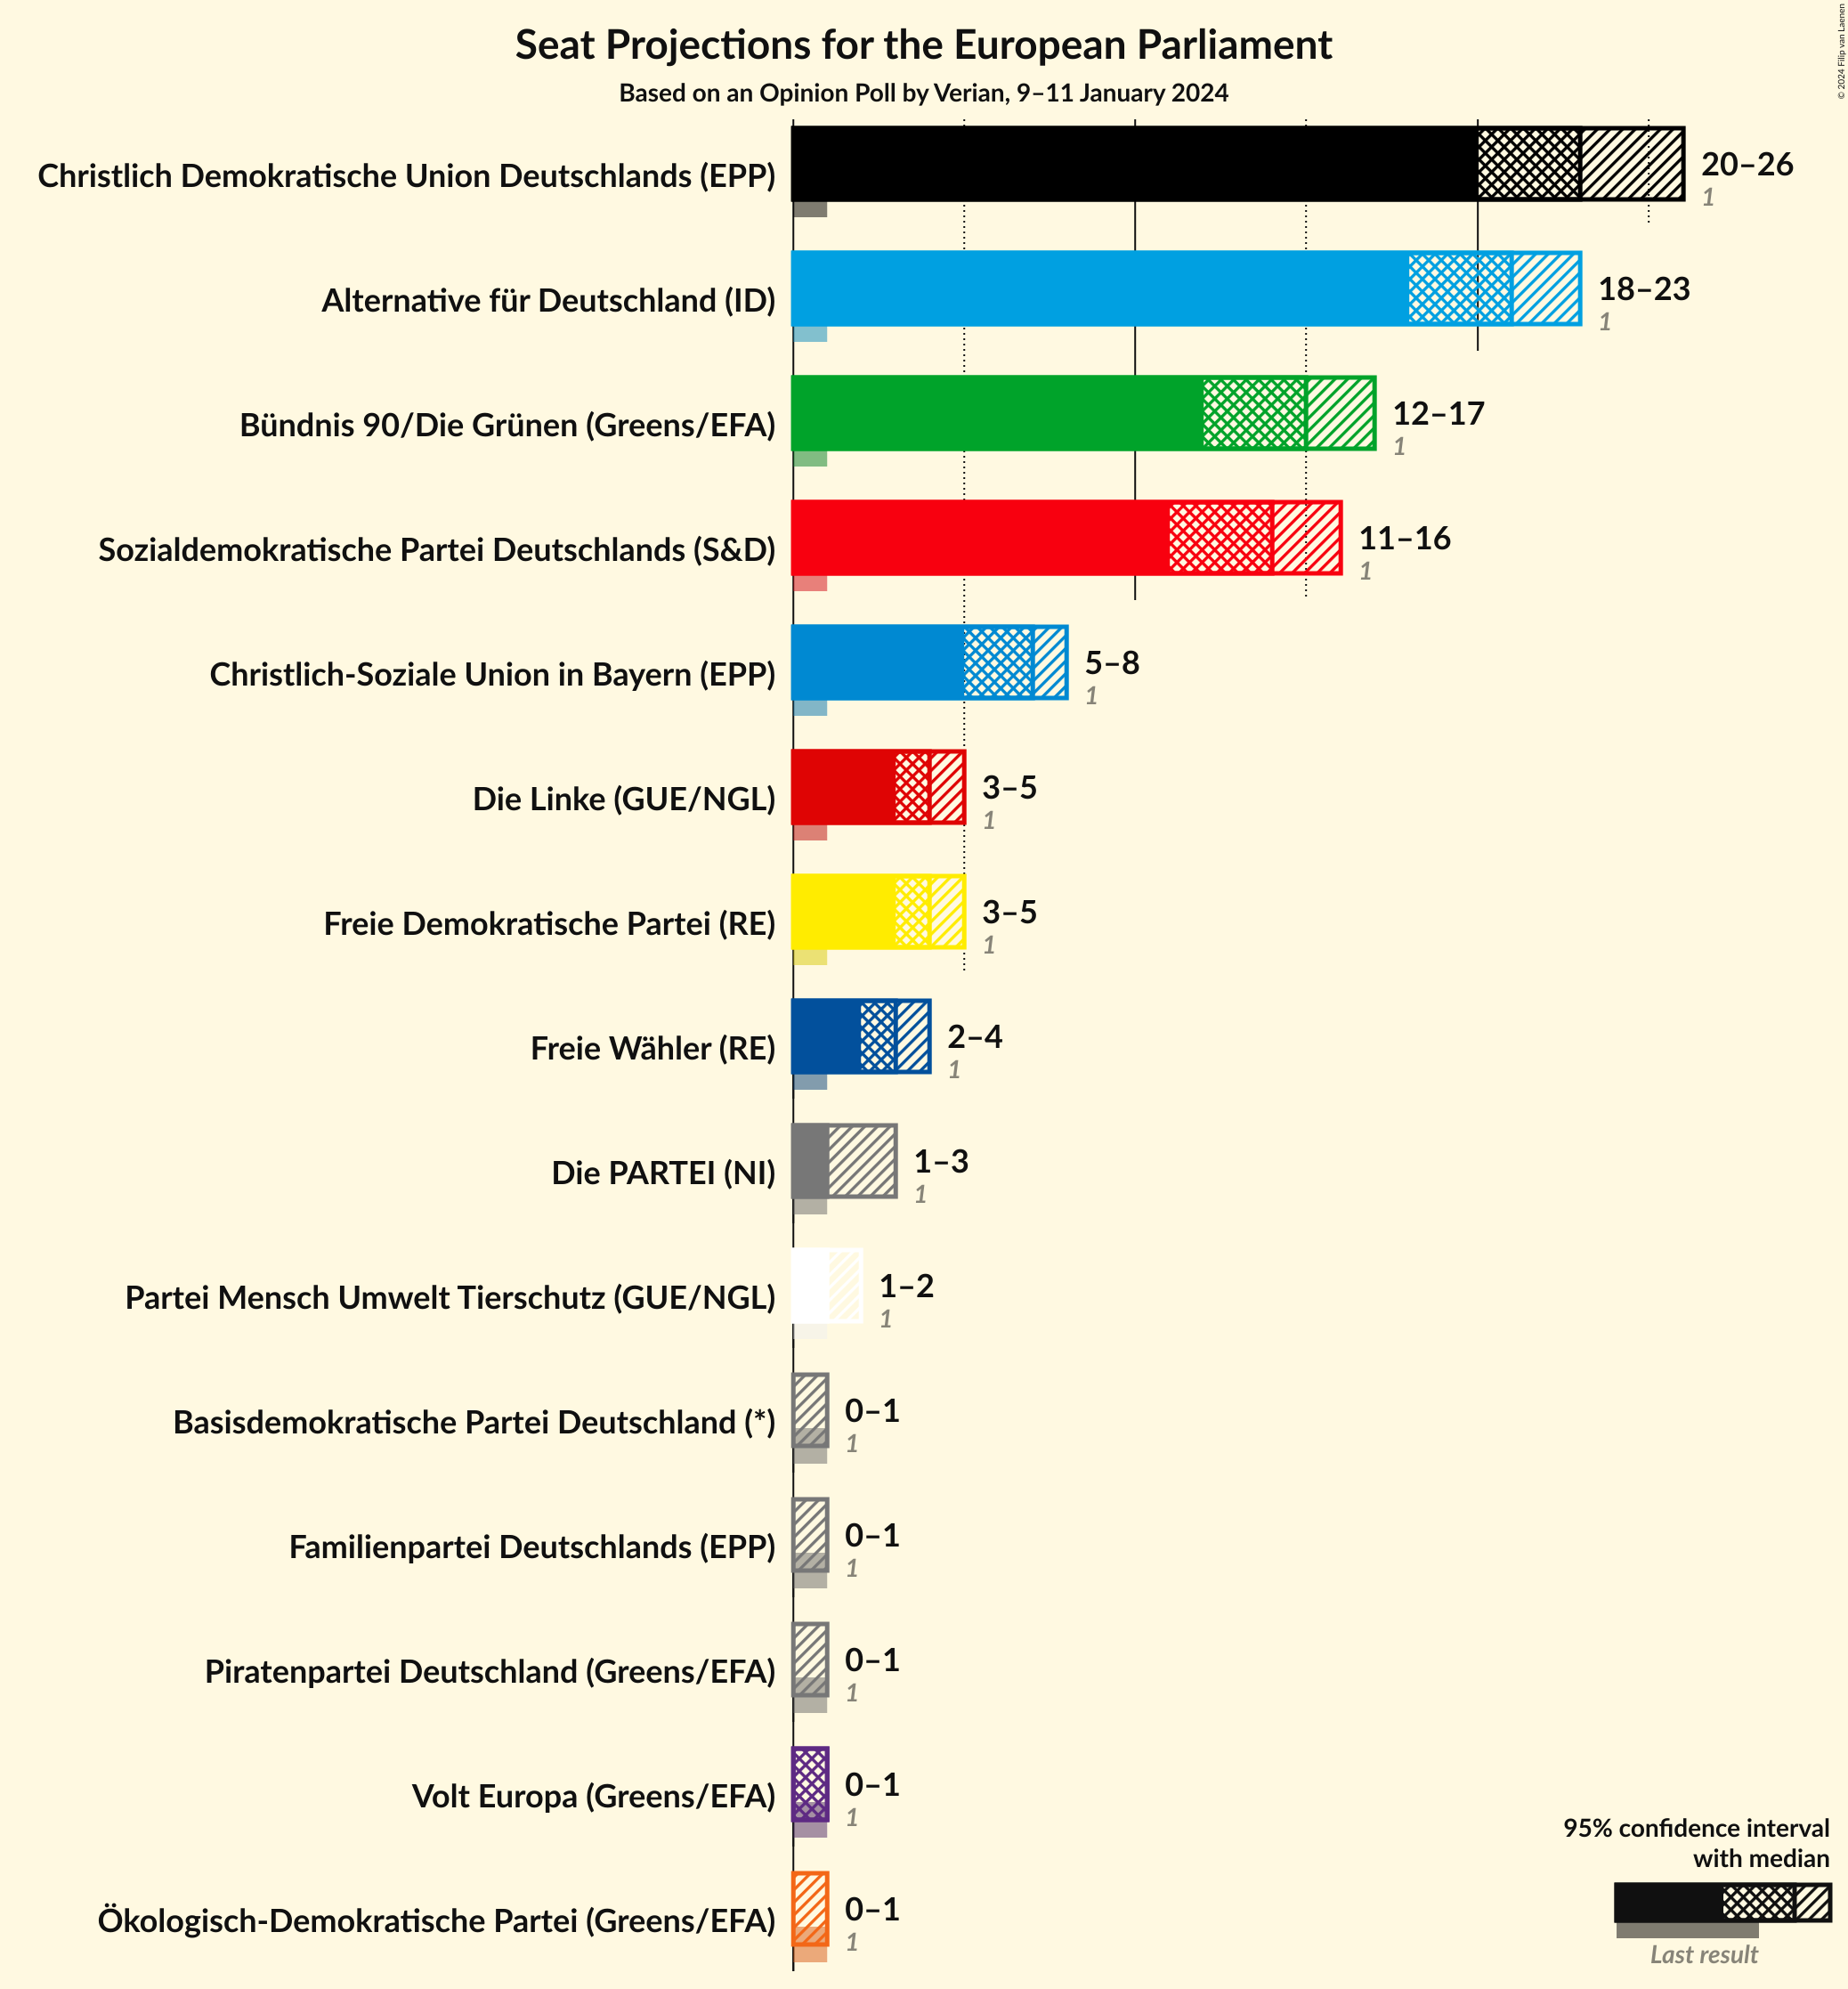 Seat Projections for the European Parliament
Based on an Opinion Poll by Verian, 9–11 January 2024
© 2024 Filip van Laenen
Christlich Demokratische Union Deutschlands (EPP)
20–26
1
Alternative für Deutschland (ID)
18–23
1
Bündnis 90/Die Grünen (Greens/EFA)
12–17
1
Sozialdemokratische Partei Deutschlands (S&D)
11–16
1
Christlich-Soziale Union in Bayern (EPP)
5–8
1
Die Linke (GUE/NGL)
3–5
1
Freie Demokratische Partei (RE)
3–5
1
Freie Wähler (RE)
2–4
1
Die PARTEI (NI)
1–3
1
Partei Mensch Umwelt Tierschutz (GUE/NGL)
1–2
1
Basisdemokratische Partei Deutschland (*)
0–1
1
Familienpartei Deutschlands (EPP)
0–1
1
Piratenpartei Deutschland (Greens/EFA)
0–1
1
Volt Europa (Greens/EFA)
0–1
1
Ökologisch-Demokratische Partei (Greens/EFA)
0–1
1
95% confidence interval
with median
Last result